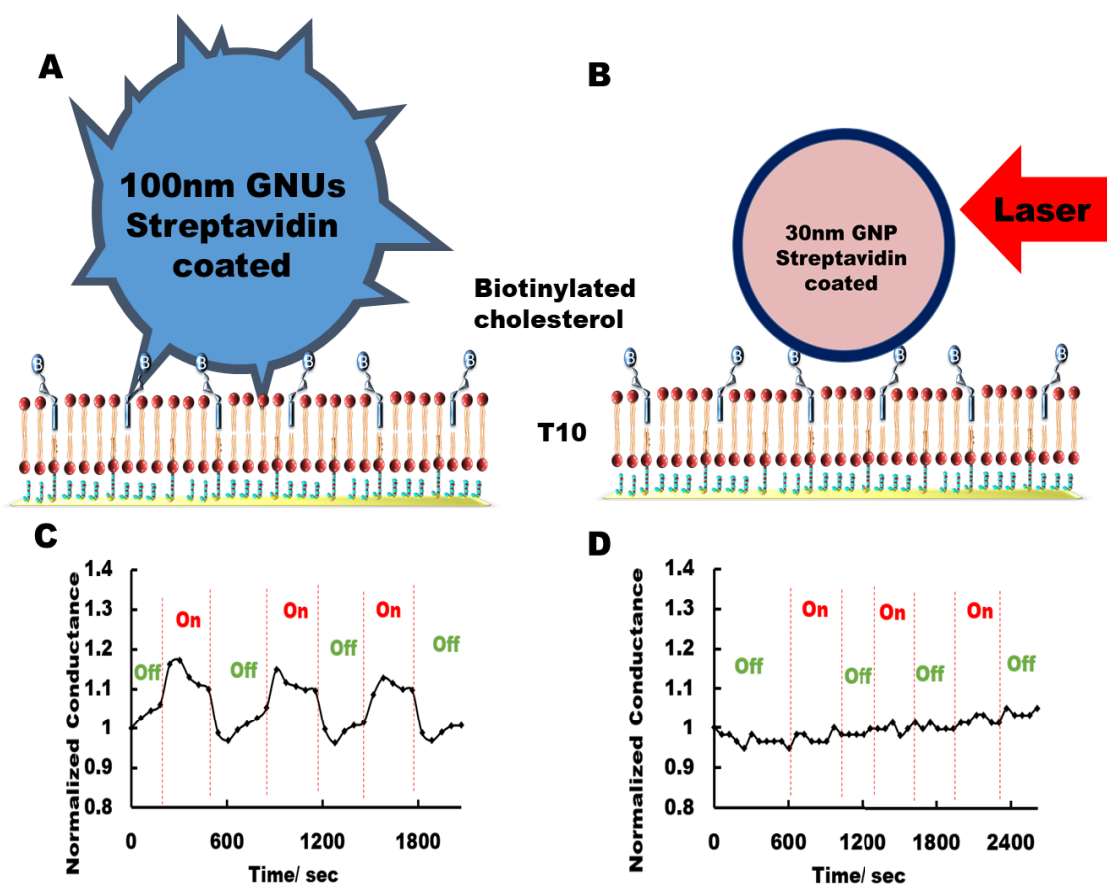 A
100nm GNUs
Streptavidin
coated
B
30nm GNP
Streptavidin
coated
Laser
Biotinylated
cholesterol
B B B B B B
B B B B B B
T10
C
Normalized Conductance
1.4
1.3
1.2
1.1
1
0.9
0.8
Off On Off On Off On Off
0 600 1200 1800
Time/ sec
D
Normalized Conductance
1.4
1.3
1.2
1.1
1
0.9
0.8
Off On Off On Off On Off
0 600 1200 1800 2400
Time/ sec